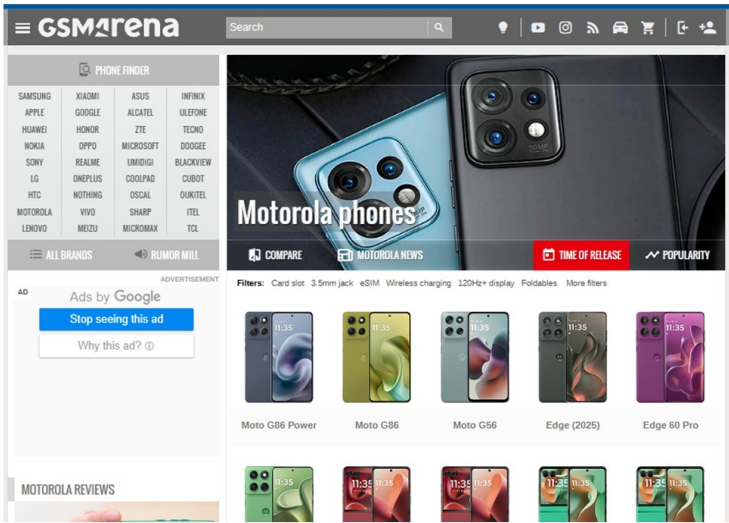 GSMArena
Search
PHONE FINDER
SAMSUNG XIAOMI ASUS INFINIX
APPLE GOOGLE ALCATEL ULEFONE
HUAWEI HONOR ZTE TECNO
NOKIA OPPO MICROSOFT DOOGEE
SONY REALME UMIDIGI BLACKVIEW
LG ONEPLUS COOLPAD CUBOT
HTC NOTHING OSCAL OUKITEL
MOTOROLA VIVO SHARP ITEL
LENOVO MEIZU MICROMAX TCL
ALL BRANDS RUMOR MILL
ADVERTISEMENT
AD
Ads by Google
Stop seeing this ad
Why this ad?
MOTOROLA REVIEWS
50MP
Motorola phones
COMPARE MOTOROLA NEWS TIME OF RELEASE POPULARITY
Filters: Card slot 3.5mm jack eSIM Wireless charging 120Hz+ display Foldables More filters
11:35 11:35 11:35 11:35 11:35
Moto G86 Power Moto G86 Moto G56 Edge (2025) Edge 60 Pro
11:35 11:35 11:35 11:35 11:35 11:35 11:35